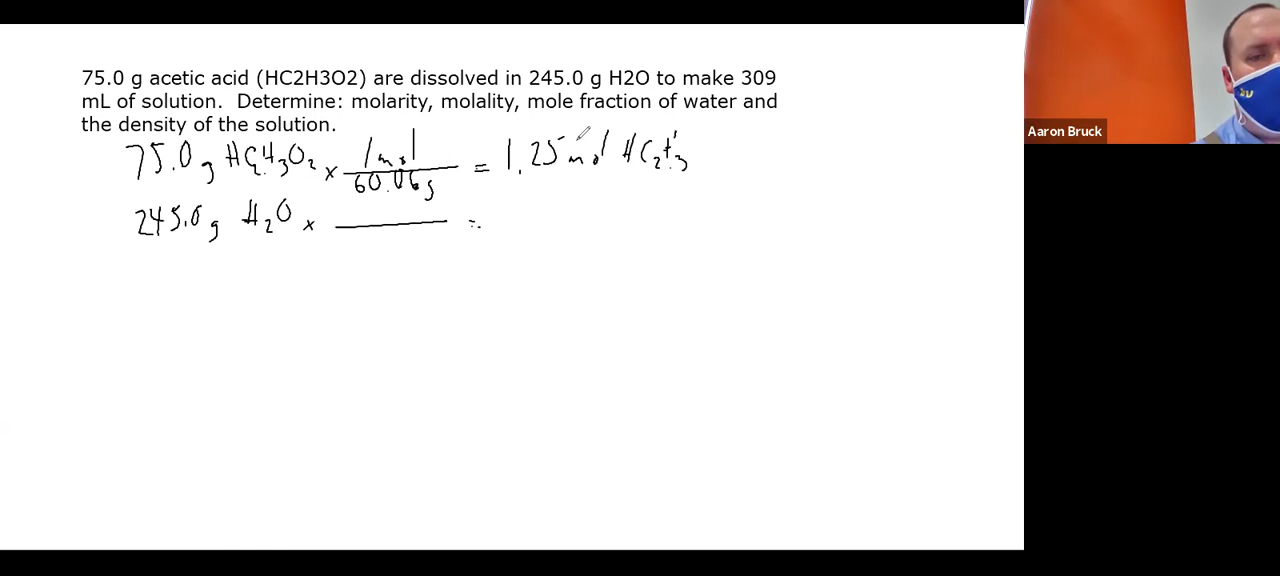 75.0 g acetic acid (HC2H3O2) are dissolved in 245.0 g H2O to make 309
mL of solution. Determine: molarity, molality, mole fraction of water and
the density of the solution.
75.0 g HC2H3O2 x 1 mol / 60.06 g = 1.25 mol HC2H3
245.0 g H2O x ____ =
Aaron Bruck